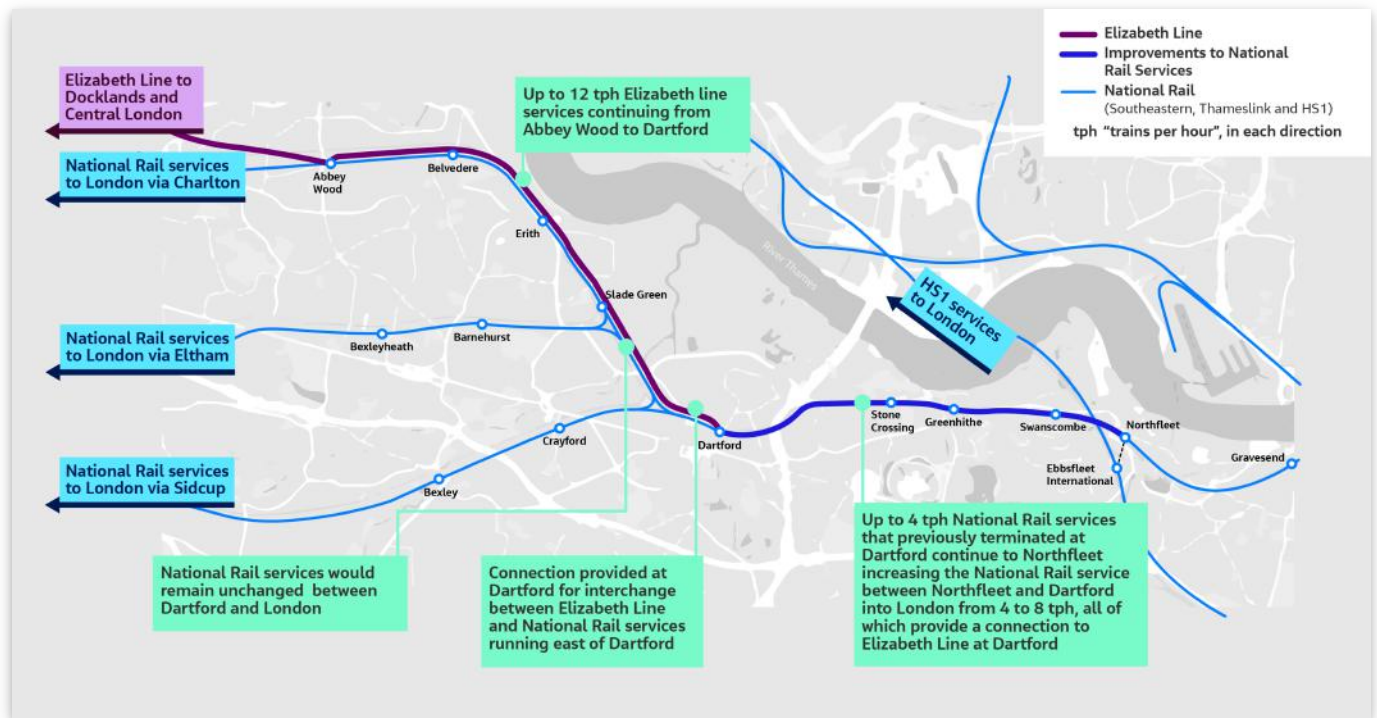 Elizabeth Line
Improvements to National
Rail Services
National Rail
(Southeastern, Thameslink and HS1)
tph “trains per hour”, in each direction
Elizabeth Line to
Docklands and
Central London
National Rail services
to London via Charlton
Up to 12 tph Elizabeth line
services continuing from
Abbey Wood to Dartford
Abbey
Wood
Belvedere
Erith
River Thames
Slade Green
HS1 services
to London
National Rail services
to London via Eltham
Bexleyheath
Barnehurst
Stone
Crossing
Greenhithe
Swanscombe
Northfleet
Crayford
Dartford
Gravesend
Ebbsfleet
International
Bexley
National Rail services
to London via Sidcup
National Rail services would
remain unchanged between
Dartford and London
Connection provided at
Dartford for interchange
between Elizabeth Line
and National Rail services
running east of Dartford
Up to 4 tph National Rail services
that previously terminated at
Dartford continue to Northfleet
increasing the National Rail service
between Northfleet and Dartford
into London from 4 to 8 tph, all of
which provide a connection to
Elizabeth Line at Dartford